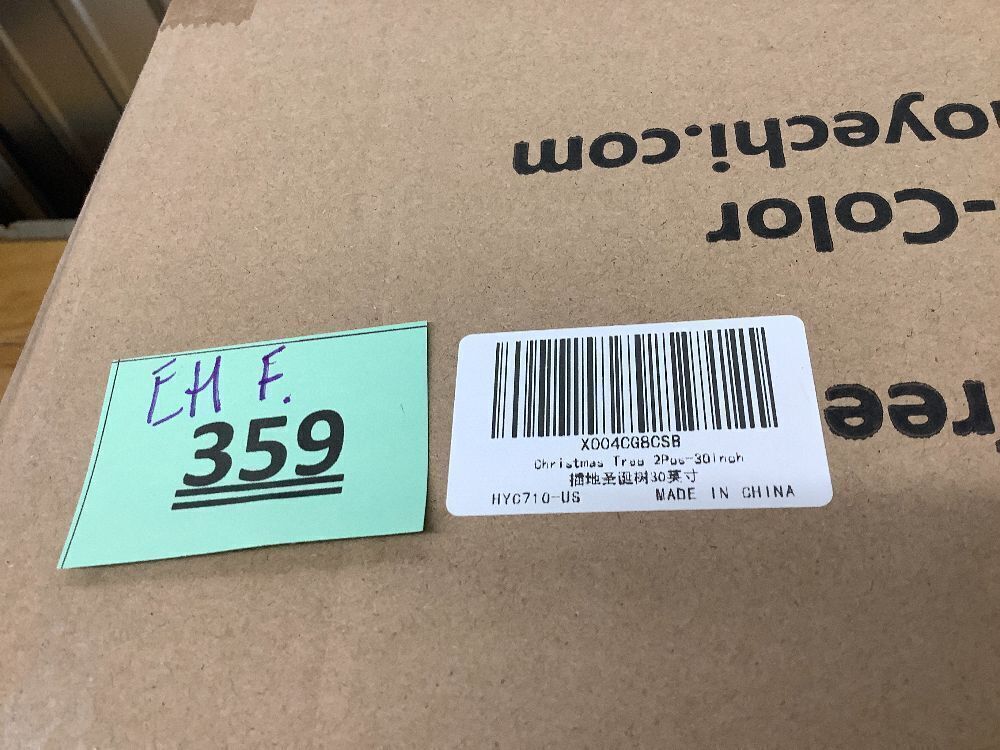 oyechi.com
-Color
ree
EH F.
359
X004CG8CSB
Christmas Tree 2Pcs-30inch
插地圣诞树30英寸
HYC710-US MADE IN CHINA